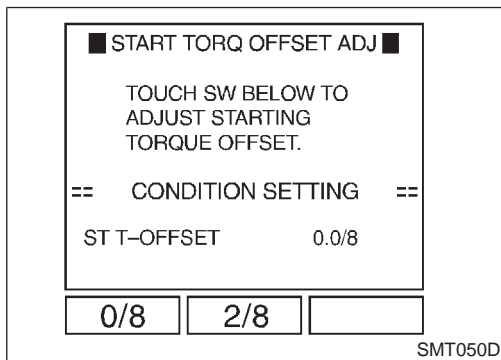 START TORQ OFFSET ADJ
TOUCH SW BELOW TO
ADJUST STARTING
TORQUE OFFSET.
== CONDITION SETTING ==
ST T–OFFSET 0.0/8
0/8 2/8
SMT050D